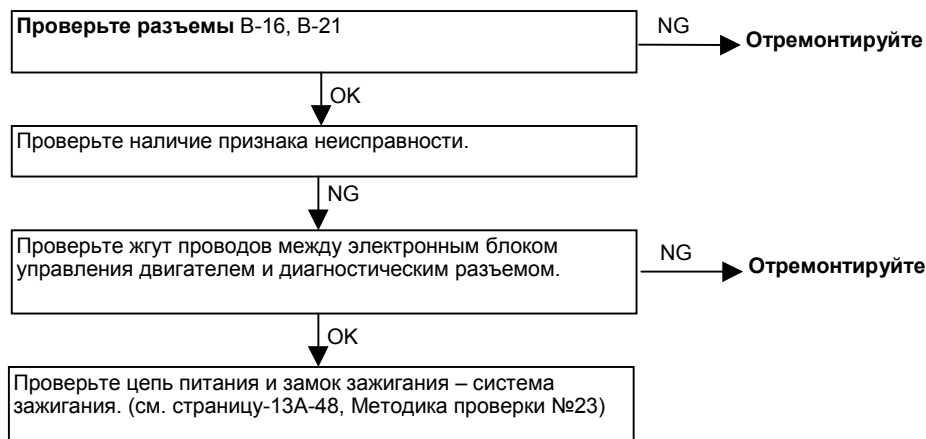 Проверьте разъемы B-16, B-21
NG
Отремонтируйте
OK
Проверьте наличие признака неисправности.
NG
Проверьте жгут проводов между электронным блоком
управления двигателем и диагностическим разъемом.
NG
Отремонтируйте
OK
Проверьте цепь питания и замок зажигания – система
зажигания. (см. страницу-13A-48, Методика проверки №23)